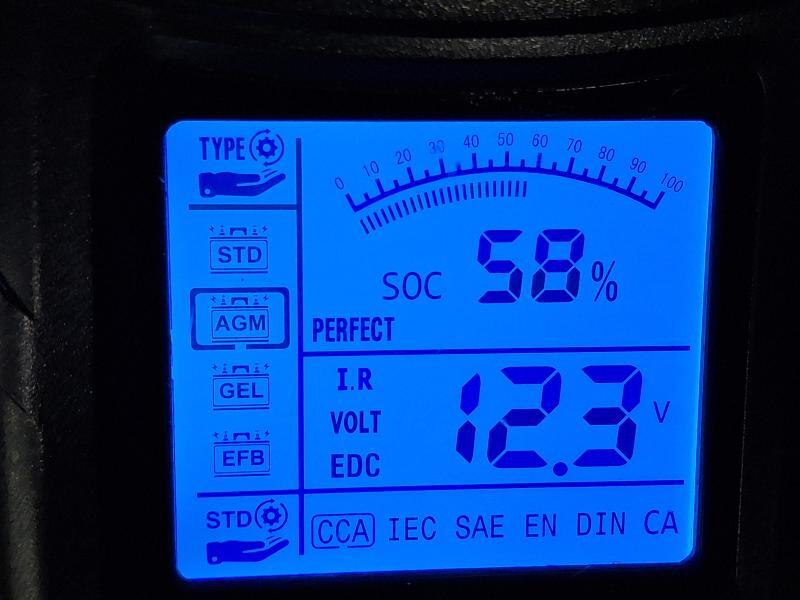 TYPE
0 10 20 30 40 50 60 70 80 90 100
STD
SOC 58%
AGM
PERFECT
I.R
GEL
VOLT 12.3 V
EFB
EDC
STD
CCA IEC SAE EN DIN CA